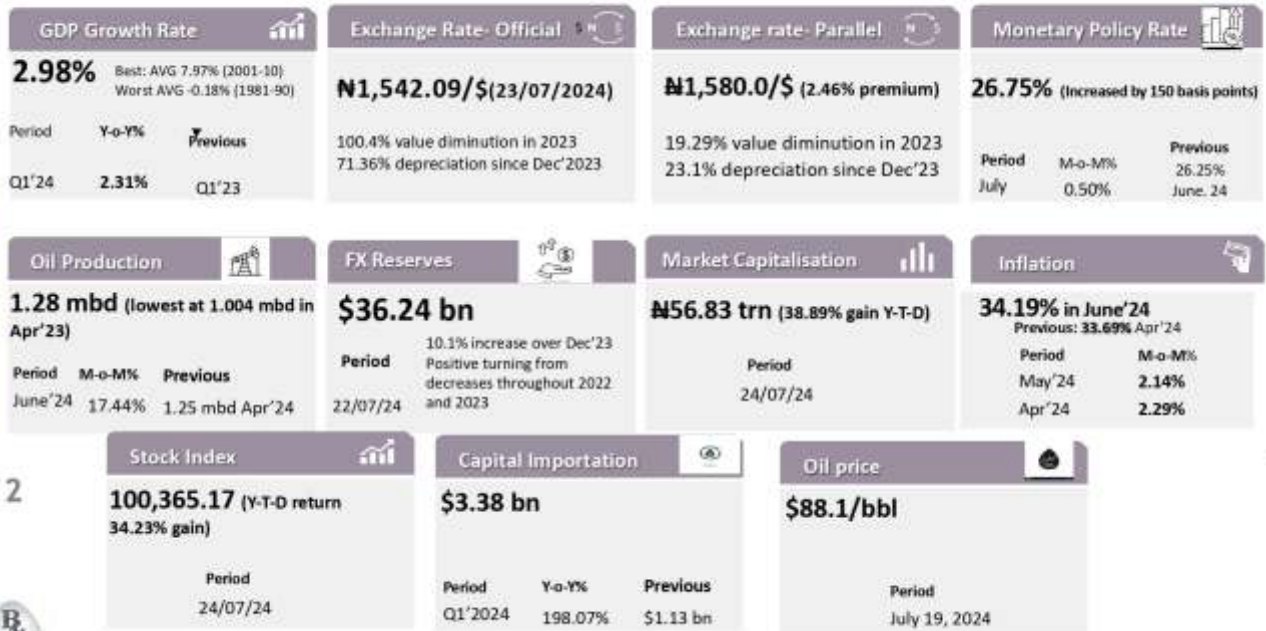 GDP Growth Rate
2.98% Best: AVG 7.97% (2001-10)
Worst AVG -0.18% (1981-90)
Period Y-o-Y% Previous
Q1'24 2.31% Q1'23
Exchange Rate- Official $ N S
₦1,542.09/$(23/07/2024)
100.4% value diminution in 2023
71.36% depreciation since Dec'2023
Exchange rate- Parallel N S
₦1,580.0/$ (2.46% premium)
19.29% value diminution in 2023
23.1% depreciation since Dec'23
Monetary Policy Rate
26.75% (Increased by 150 basis points)
Period M-o-M% Previous
July 0.50% 26.25%
June. 24
Oil Production
1.28 mbd (lowest at 1.004 mbd in
Apr'23)
Period M-o-M% Previous
June'24 17.44% 1.25 mbd Apr'24
FX Reserves $
$36.24 bn
10.1% increase over Dec'23
Positive turning from
decreases throughout 2022
and 2023
Period
22/07/24
Market Capitalisation
₦56.83 trn (38.89% gain Y-T-D)
Period
24/07/24
Inflation
34.19% in June'24
Previous: 33.69% Apr'24
Period M-o-M%
May'24 2.14%
Apr'24 2.29%
2
Stock Index
100,365.17 (Y-T-D return
34.23% gain)
Period
24/07/24
Capital Importation
$3.38 bn
Period Y-o-Y% Previous
Q1'2024 198.07% $1.13 bn
Oil price
$88.1/bbl
Period
July 19, 2024